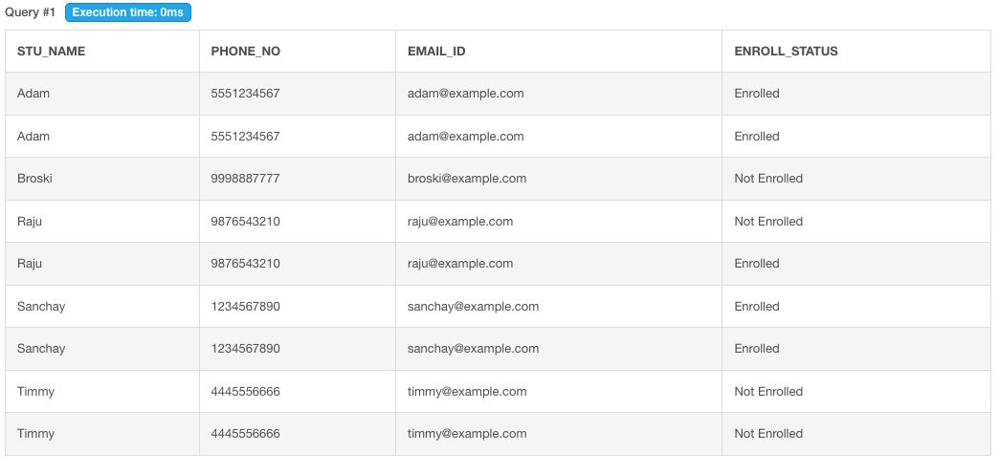 Query #1 Execution time: 0ms
STU_NAME PHONE_NO EMAIL_ID ENROLL_STATUS
Adam 5551234567 adam@example.com Enrolled
Adam 5551234567 adam@example.com Enrolled
Broski 9998887777 broski@example.com Not Enrolled
Raju 9876543210 raju@example.com Not Enrolled
Raju 9876543210 raju@example.com Enrolled
Sanchay 1234567890 sanchay@example.com Enrolled
Sanchay 1234567890 sanchay@example.com Enrolled
Timmy 4445556666 timmy@example.com Not Enrolled
Timmy 4445556666 timmy@example.com Not Enrolled